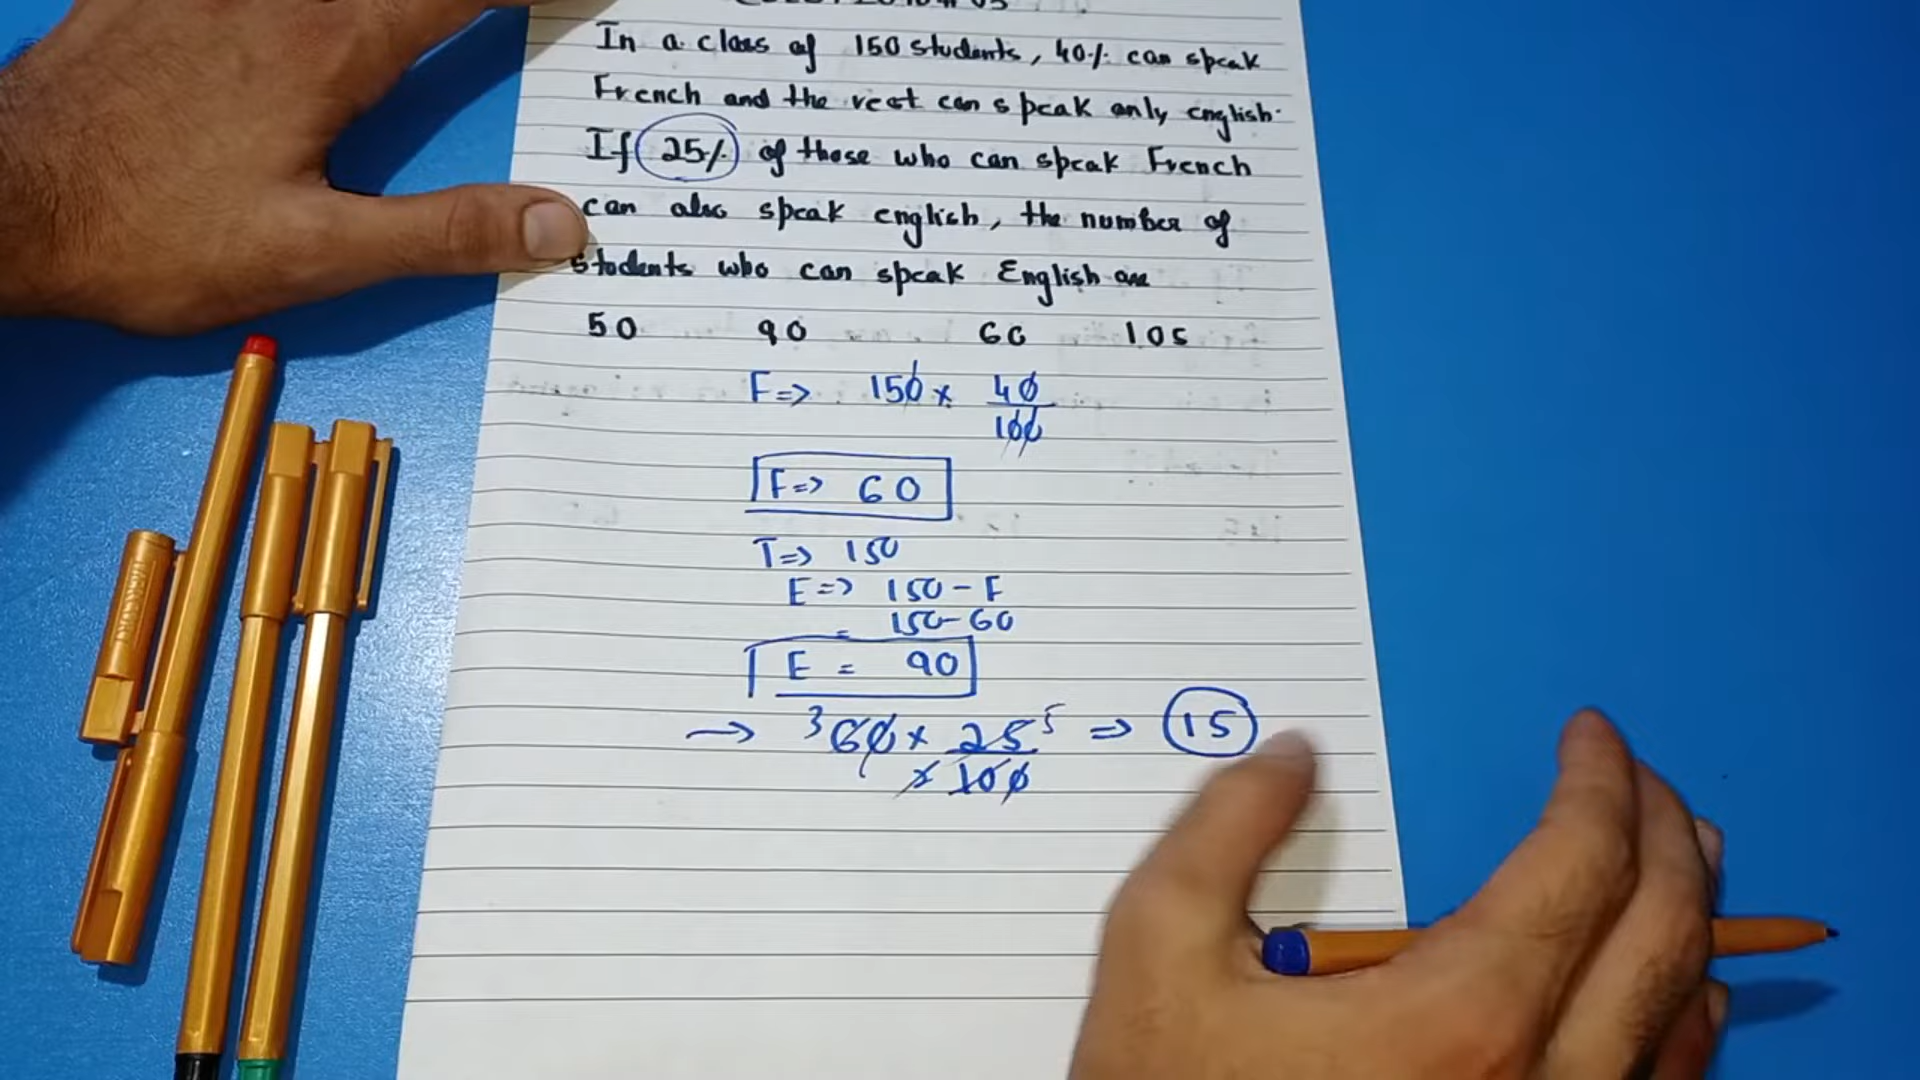 In a class of 150 students, 40% can speak
French and the rest can speak only english.
If 25% of those who can speak French
can also speak english, the number of
students who can speak English are
50 90 60 105
F=> 150 x 40/100
F=> 60
T=> 150
E=> 150 - F
= 150-60
E = 90
→ 3 60 x 25/100 5 => 15